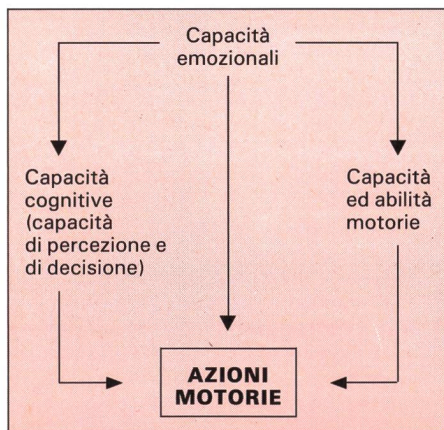 Capacità
emozionali
Capacità
cognitive
(capacità
di percezione e
di decisione)
Capacità
ed abilità
motorie
AZIONI
MOTORIE